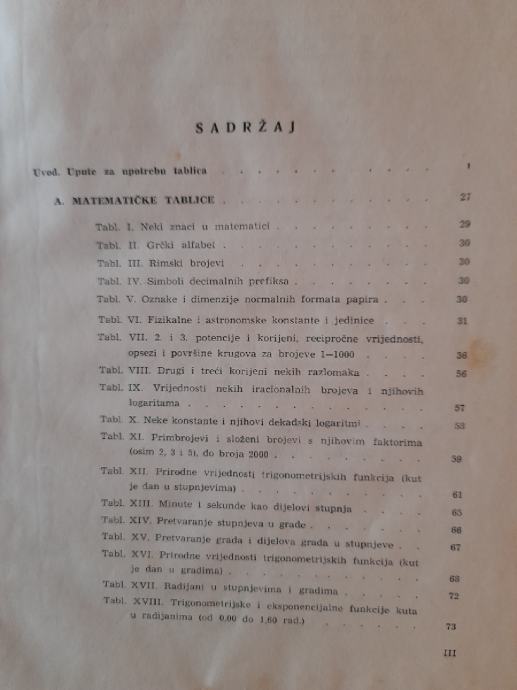 SADRŽAJ
Uvod. Upute za upotrebu tablica . . . . . . . . . . . 1
A. MATEMATIČKE TABLICE . . . . . . . . . . . 27
Tabl. I. Neki znaci u matematici . . . . . . . . 29
Tabl. II. Grčki alfabet . . . . . . . . . . . 30
Tabl. III. Rimski brojevi . . . . . . . . . . 30
Tabl. IV. Simboli decimalnih prefiksa . . . . . . . 30
Tabl. V. Oznake i dimenzije normalnih formata papira . . . 30
Tabl. VI. Fizikalne i astronomske konstante i jedinice . . . 31
Tabl. VII. 2. i 3. potencije i korijeni, recipročne vrijednosti,
opsezi i površine krugova za brojeve 1—1000 . . . . 36
Tabl. VIII. Drugi i treći korijeni nekih razlomaka . . . . 56
Tabl. IX. Vrijednosti nekih iracionalnih brojeva i njihovih
logaritama . . . . . . . . . . . . 57
Tabl. X. Neke konstante i njihovi dekadski logaritmi . . . . 58
Tabl. XI. Primbrojevi i složeni brojevi s njihovim faktorima
(osim 2, 3 i 5), do broja 2000 . . . . . . . . 59
Tabl. XII. Prirodne vrijednosti trigonometrijskih funkcija (kut
je dan u stupnjevima) . . . . . . . . . . 61
Tabl. XIII. Minute i sekunde kao dijelovi stupnja . . . . 65
Tabl. XIV. Pretvaranje stupnjeva u grade . . . . . . 66
Tabl. XV. Pretvaranje grada i dijelova grada u stupnjeve . . 67
Tabl. XVI. Prirodne vrijednosti trigonometrijskih funkcija (kut
je dan u gradima) . . . . . . . . . . 68
Tabl. XVII. Radijani u stupnjevima i gradima . . . . . 72
Tabl. XVIII. Trigonometrijske i eksponencijalne funkcije kuta
u radijanima (od 0,00 do 1,60 rad.) . . . . . . 73
III